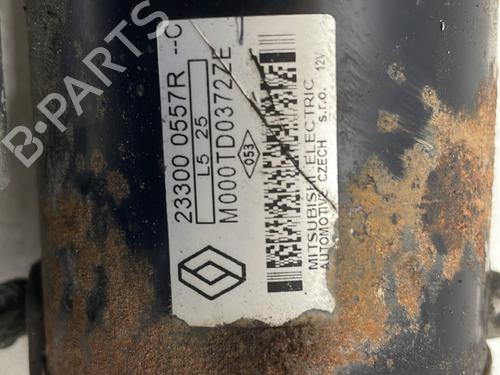 23300 0557R --C
L5 25
M000TD0372ZE
053
MITSUBISHI ELECTRIC
AUTOMOTIVE CZECH s.r.o. 12V
B-PARTS